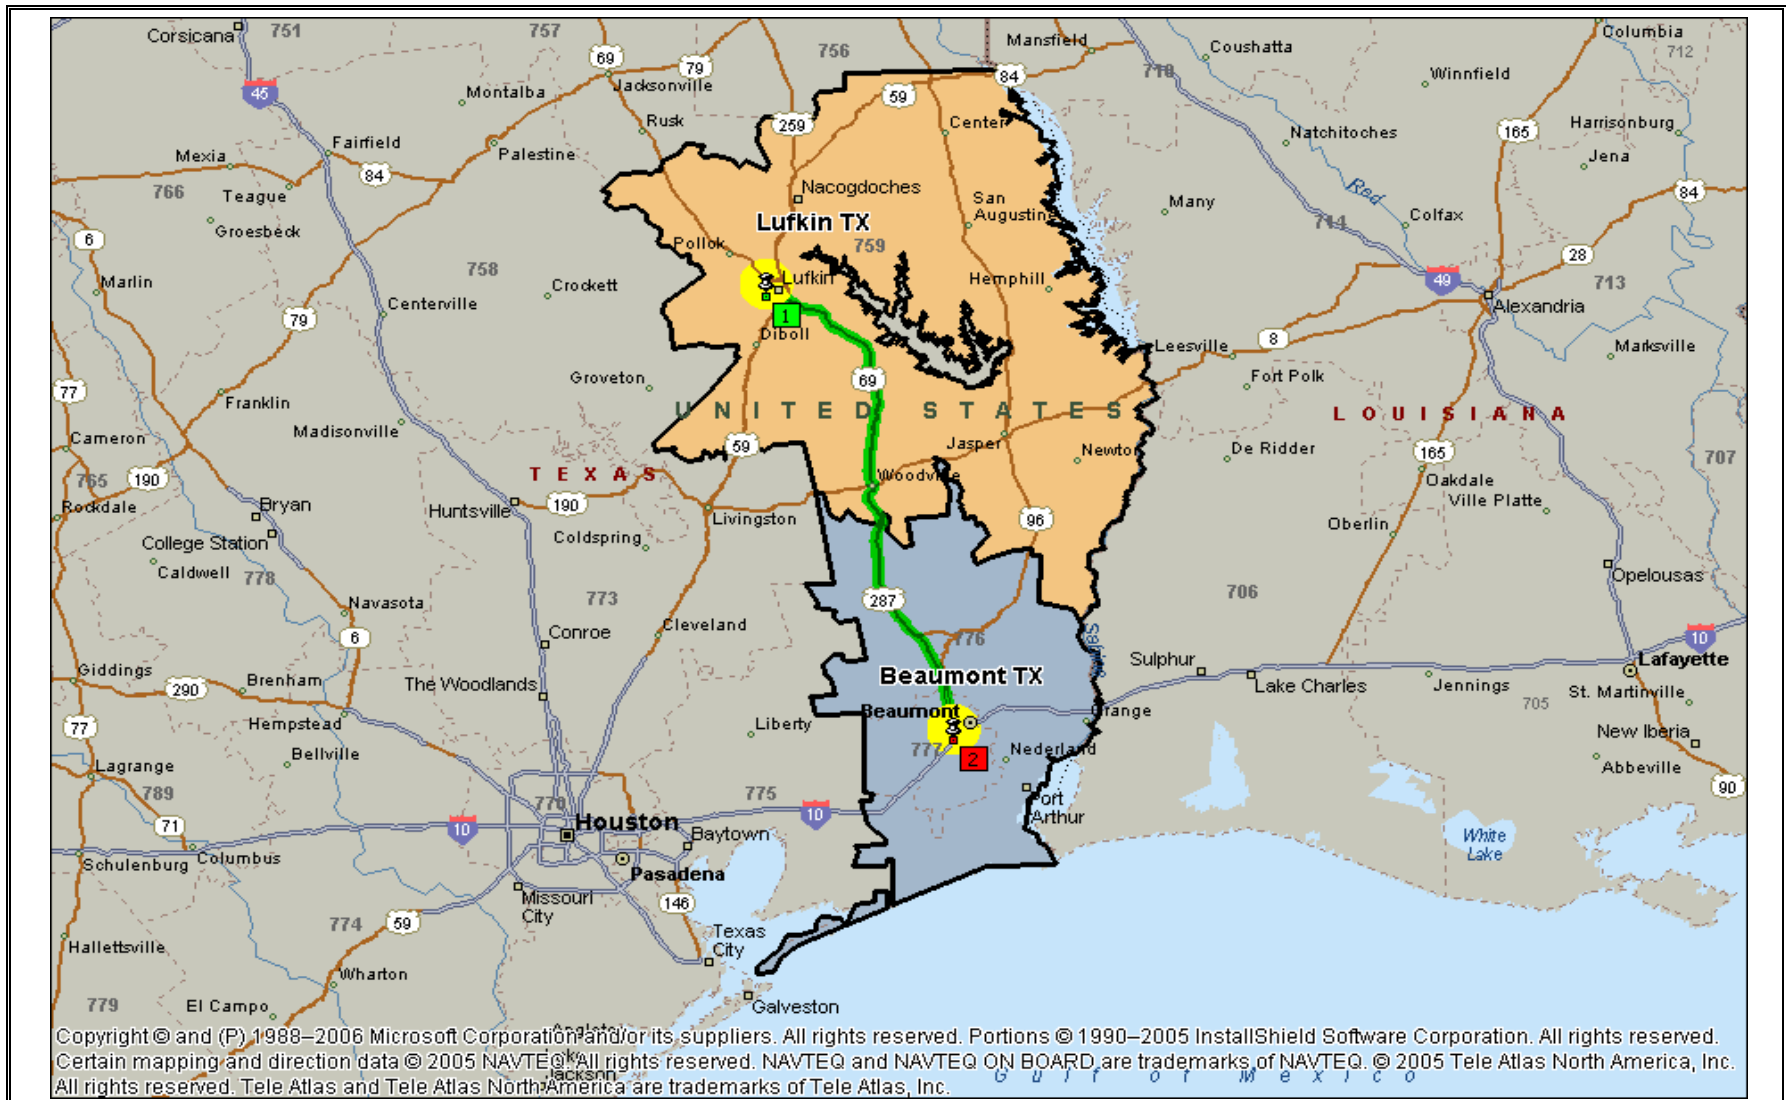 Corsicana
751
757
756
Mansfield
Columbia
712
Coushatta
69
79
84
710
Winnfield
45
Jacksonville
Montalba
59
259
Rusk
Center
Natchitoches
165
Harrisonburg
Fairfield
Mexia
Palestine
Jena
84
766
Teague
Nacogdoches
San
Augustine
Many
Red
84
Groesbeck
Lufkin TX
714
Colfax
6
Pollok
759
28
758
Lufkin
Hemphill
49
713
Marlin
Crockett
Centerville
Alexandria
79
1
Diboll
8
Leesville
Marksville
69
Groveton
Fort Polk
77
Franklin
UNITED STATES
LOUISIANA
Madisonville
Cameron
59
Jasper
Newto
De Ridder
165
707
TEXAS
765
190
Woodville
Oakdale
Ville Platte
Rockdale
Bryan
Huntsville
190
Livingston
96
Oberlin
College Station
Coldspring
Caldwell
778
Opelousas
773
287
706
Navasota
6
Conroe
Cleveland
776
Sabine
10
Giddings
Beaumont TX
Sulphur
Lafayette
290
Brenham
The Woodlands
Lake Charles
Jennings
St. Martinville
705
77
Hempstead
Liberty
Beaumont
Orange
New Iberia
Bellville
777
Nederland
2
Lagrange
Abbeville
789
770
775
Port
Arthur
90
71
10
Houston
10
Baytown
White
Lake
Schulenburg
Columbus
Pasadena
Missouri
City
146
774
59
Texas
City
Hallettsville
Wharton
779
El Campo
Galveston
Angleton
Jackson
Gulf of Mexico
Copyright © and (P) 1988–2006 Microsoft Corporation and/or its suppliers. All rights reserved. Portions © 1990–2005 InstallShield Software Corporation. All rights reserved.
Certain mapping and direction data © 2005 NAVTEQ. All rights reserved. NAVTEQ and NAVTEQ ON BOARD are trademarks of NAVTEQ. © 2005 Tele Atlas North America, Inc.
All rights reserved. Tele Atlas and Tele Atlas North America are trademarks of Tele Atlas, Inc.